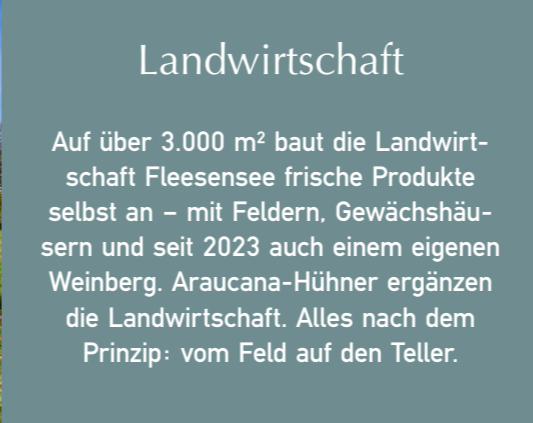 Landwirtschaft
Auf über 3.000 m² baut die Landwirt-
schaft Fleesensee frische Produkte
selbst an – mit Feldern, Gewächshäu-
sern und seit 2023 auch einem eigenen
Weinberg. Araucana-Hühner ergänzen
die Landwirtschaft. Alles nach dem
Prinzip: vom Feld auf den Teller.